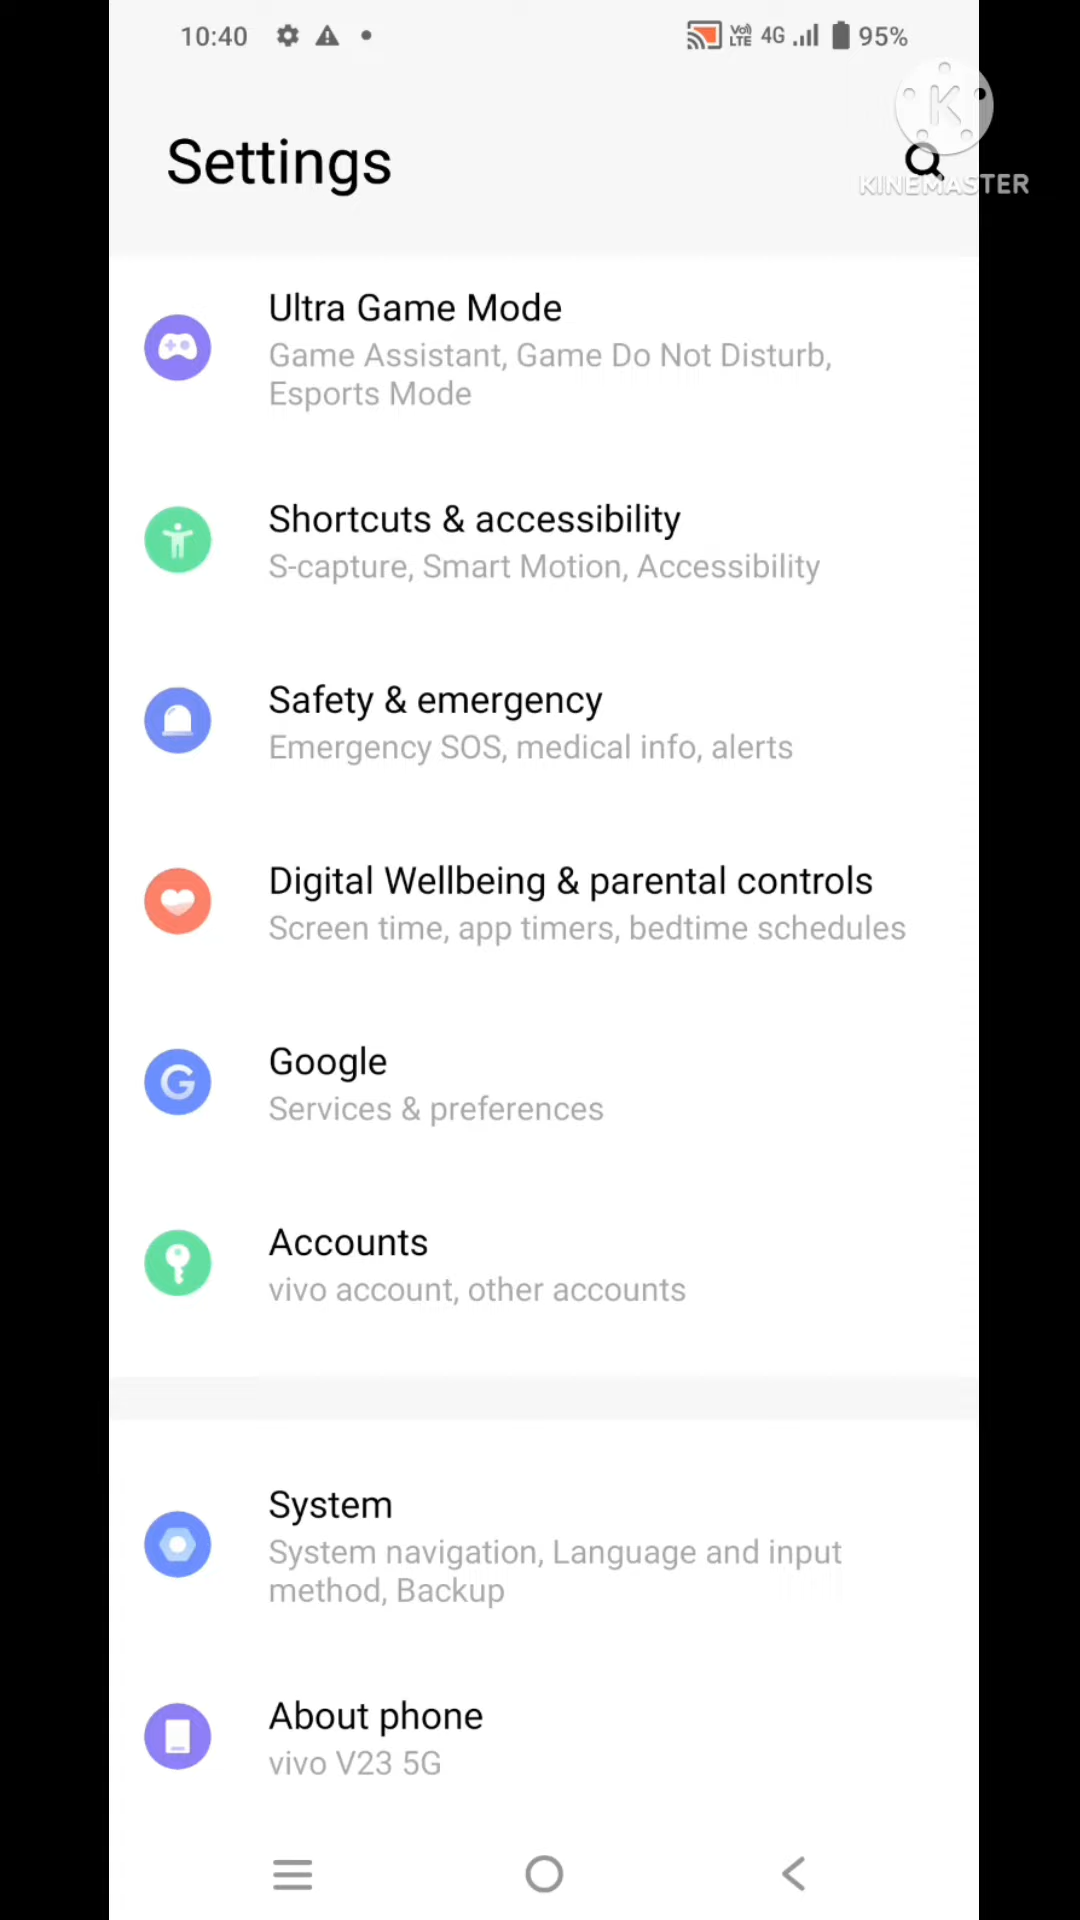 10:40 VoD LTE 4G 95%
K
KINEMASTER
Settings
Ultra Game Mode
Game Assistant, Game Do Not Disturb,
Esports Mode
Shortcuts & accessibility
S-capture, Smart Motion, Accessibility
Safety & emergency
Emergency SOS, medical info, alerts
Digital Wellbeing & parental controls
Screen time, app timers, bedtime schedules
G
Google
Services & preferences
Accounts
vivo account, other accounts
System
System navigation, Language and input
method, Backup
About phone
vivo V23 5G